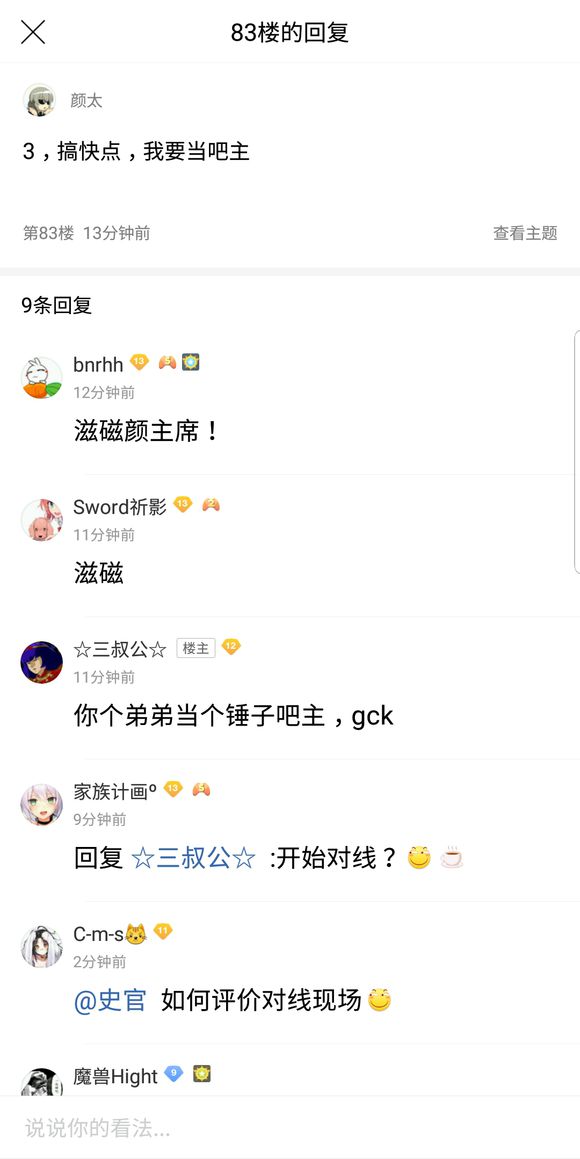 83楼的回复
颜太
3，搞快点，我要当吧主
第83楼 13分钟前 查看主题
9条回复
bnrhh 13 5
12分钟前
滋磁颜主席！
Sword祈影 13 2
11分钟前
滋磁
☆三叔公☆ 楼主 12
11分钟前
你个弟弟当个锤子吧主，gck
家族计画º 13 5
9分钟前
回复 ☆三叔公☆ :开始对线？
C-m-s 11
2分钟前
@史官 如何评价对线现场
魔兽Hight 9
说说你的看法...